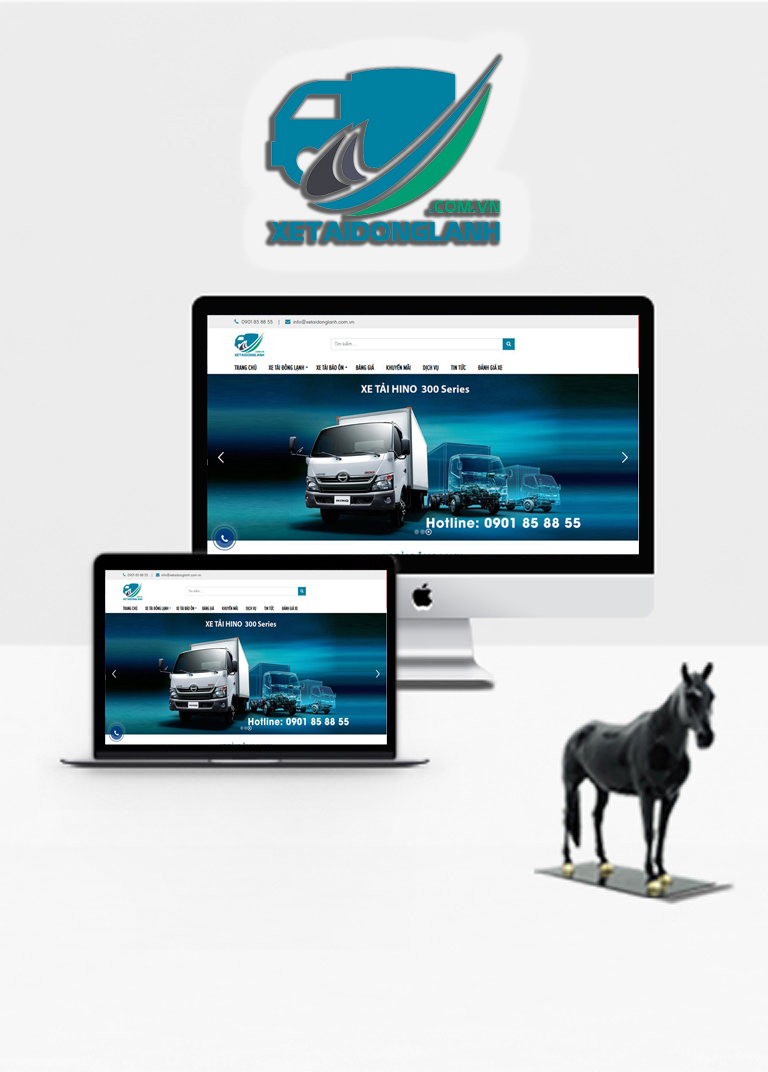 .COM.VN
XETAIDONGLANH
0901 85 88 55 | info@xetaidonglanh.com.vn
Tìm kiếm...
TRANG CHỦ XE TẢI ĐÔNG LẠNH XE TẢI BẢO ÔN BẢNG GIÁ KHUYẾN MÃI DỊCH VỤ TIN TỨC ĐÁNH GIÁ XE
XE TẢI HINO 300 Series
Hotline: 0901 85 88 55
0901 85 88 55 | info@xetaidonglanh.com.vn
Tìm kiếm...
TRANG CHỦ XE TẢI ĐÔNG LẠNH XE TẢI BẢO ÔN BẢNG GIÁ KHUYẾN MÃI DỊCH VỤ TIN TỨC ĐÁNH GIÁ XE
XE TẢI HINO 300 Series
Hotline: 0901 85 88 55